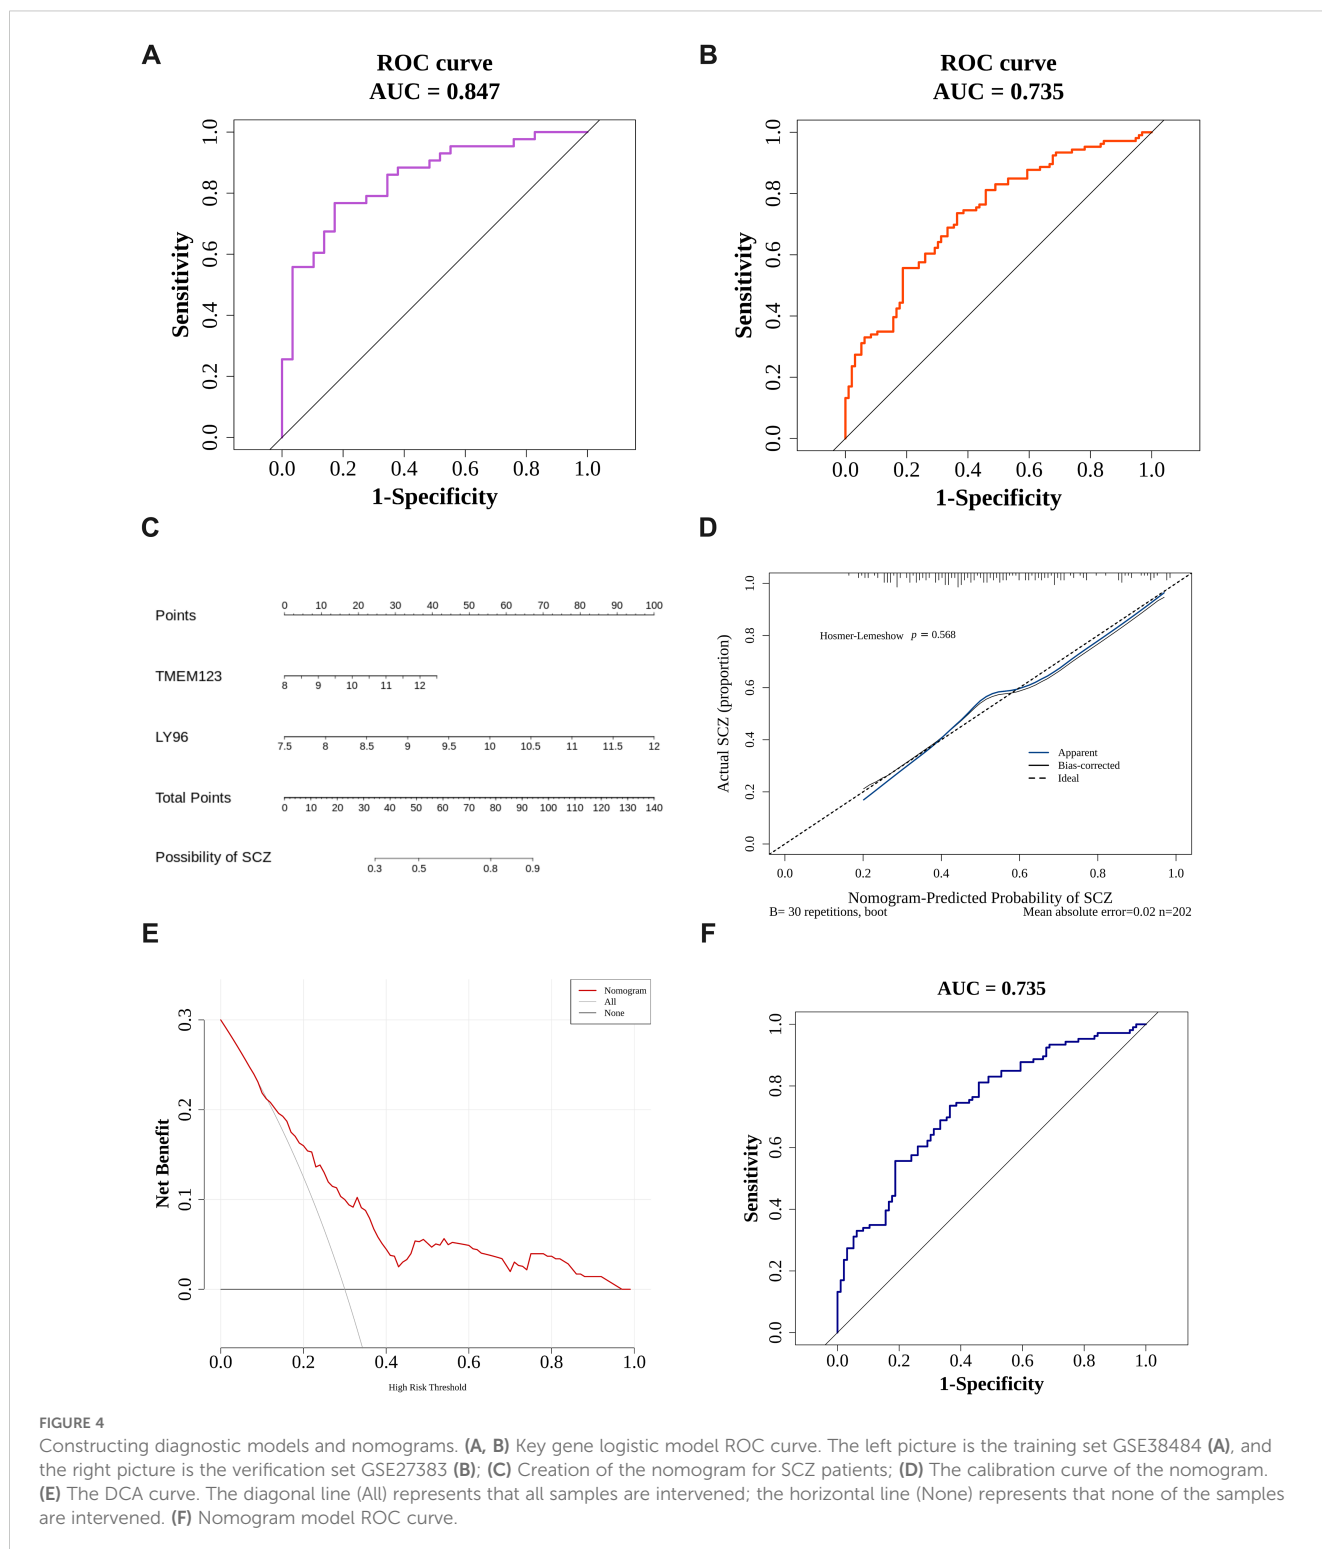 A
ROC curve
AUC = 0.847
Sensitivity
0.0 0.2 0.4 0.6 0.8 1.0
0.0 0.2 0.4 0.6 0.8 1.0
1-Specificity
B
ROC curve
AUC = 0.735
Sensitivity
0.0 0.2 0.4 0.6 0.8 1.0
0.0 0.2 0.4 0.6 0.8 1.0
1-Specificity
C
Points
0 10 20 30 40 50 60 70 80 90 100
TMEM123
8 9 10 11 12
LY96
7.5 8 8.5 9 9.5 10 10.5 11 11.5 12
Total Points
0 10 20 30 40 50 60 70 80 90 100 110 120 130 140
Possibility of SCZ
0.3 0.5 0.8 0.9
D
Actual SCZ (proportion)
0.0 0.2 0.4 0.6 0.8 1.0
Hosmer-Lemeshow p = 0.568
Apparent
Bias-corrected
Ideal
0.0 0.2 0.4 0.6 0.8 1.0
Nomogram-Predicted Probability of SCZ
B= 30 repetitions, boot Mean absolute error=0.02 n=202
E
Nomogram
All
None
Net Benefit
0.0 0.1 0.2 0.3
0.0 0.2 0.4 0.6 0.8 1.0
High Risk Threshold
F
AUC = 0.735
Sensitivity
0.0 0.2 0.4 0.6 0.8 1.0
0.0 0.2 0.4 0.6 0.8 1.0
1-Specificity
FIGURE 4
Constructing diagnostic models and nomograms. (A, B) Key gene logistic model ROC curve. The left picture is the training set GSE38484 (A), and
the right picture is the verification set GSE27383 (B); (C) Creation of the nomogram for SCZ patients; (D) The calibration curve of the nomogram.
(E) The DCA curve. The diagonal line (All) represents that all samples are intervened; the horizontal line (None) represents that none of the samples
are intervened. (F) Nomogram model ROC curve.